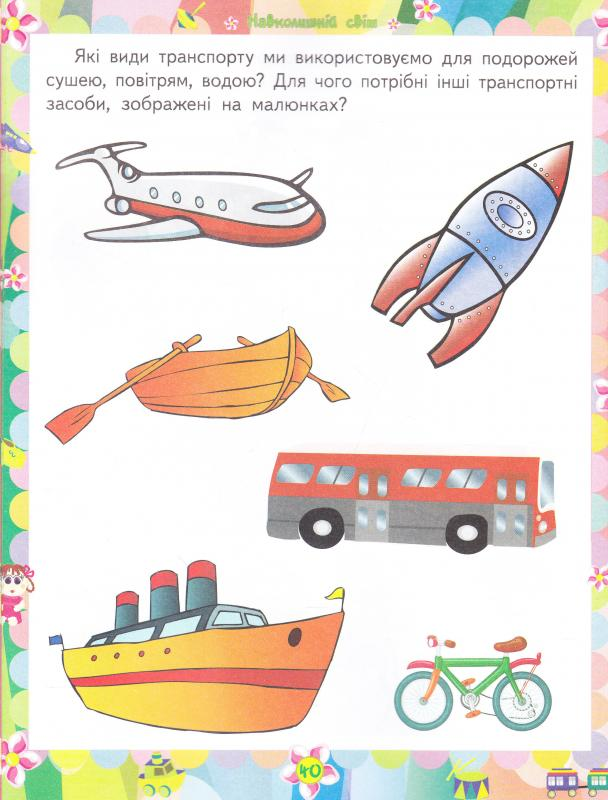 Навколишній світ
Які види транспорту ми використовуємо для подорожей
сушею, повітрям, водою? Для чого потрібні інші транспортні
засоби, зображені на малюнках?
40